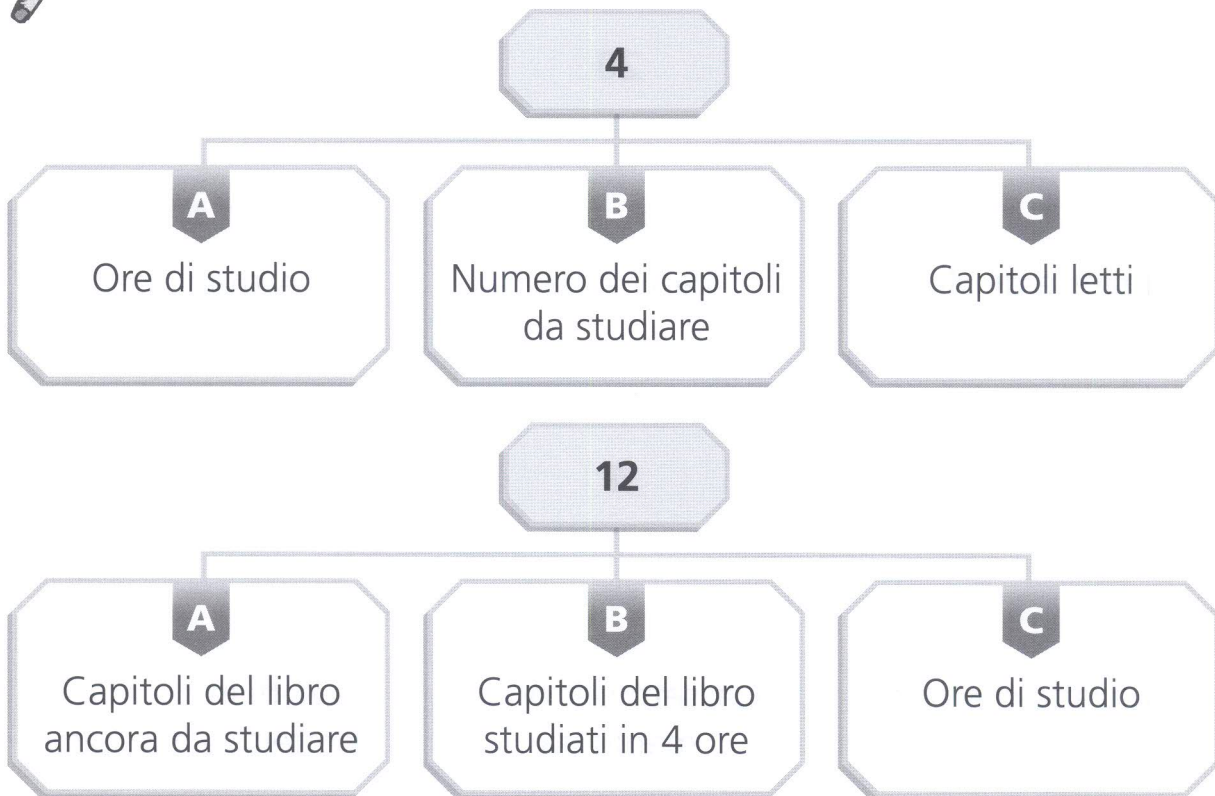 4
A
Ore di studio
B
Numero dei capitoli
da studiare
C
Capitoli letti
12
A
Capitoli del libro
ancora da studiare
B
Capitoli del libro
studiati in 4 ore
C
Ore di studio